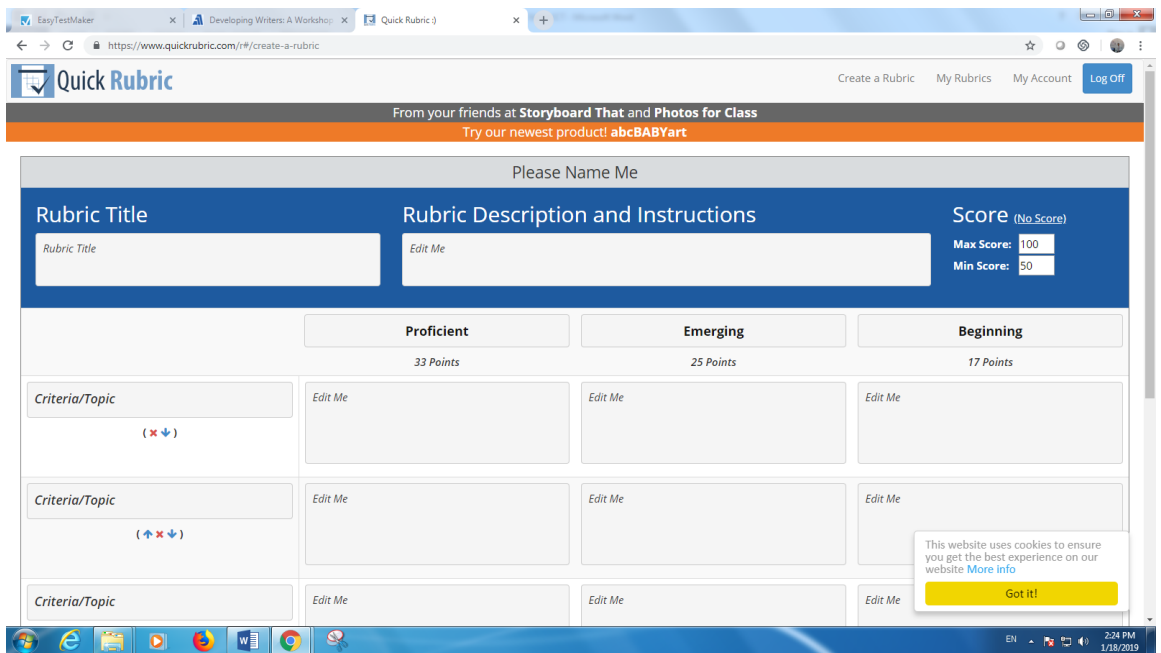 EasyTestMaker
Developing Writers: A Workshop
Quick Rubric :)
https://www.quickrubric.com/r#/create-a-rubric
Quick Rubric
Create a Rubric
My Rubrics
My Account
Log Off
From your friends at Storyboard That and Photos for Class
Try our newest product! abcBABYart
Please Name Me
Rubric Title
Rubric Description and Instructions
Score (No Score)
Rubric Title
Edit Me
Max Score: 100
Min Score: 50
Proficient
Emerging
Beginning
33 Points
25 Points
17 Points
Criteria/Topic
Edit Me
Edit Me
Edit Me
Criteria/Topic
Edit Me
Edit Me
Edit Me
This website uses cookies to ensure
you get the best experience on our
website More info
Got it!
Criteria/Topic
Edit Me
Edit Me
Edit Me
EN
2:24 PM
1/18/2019